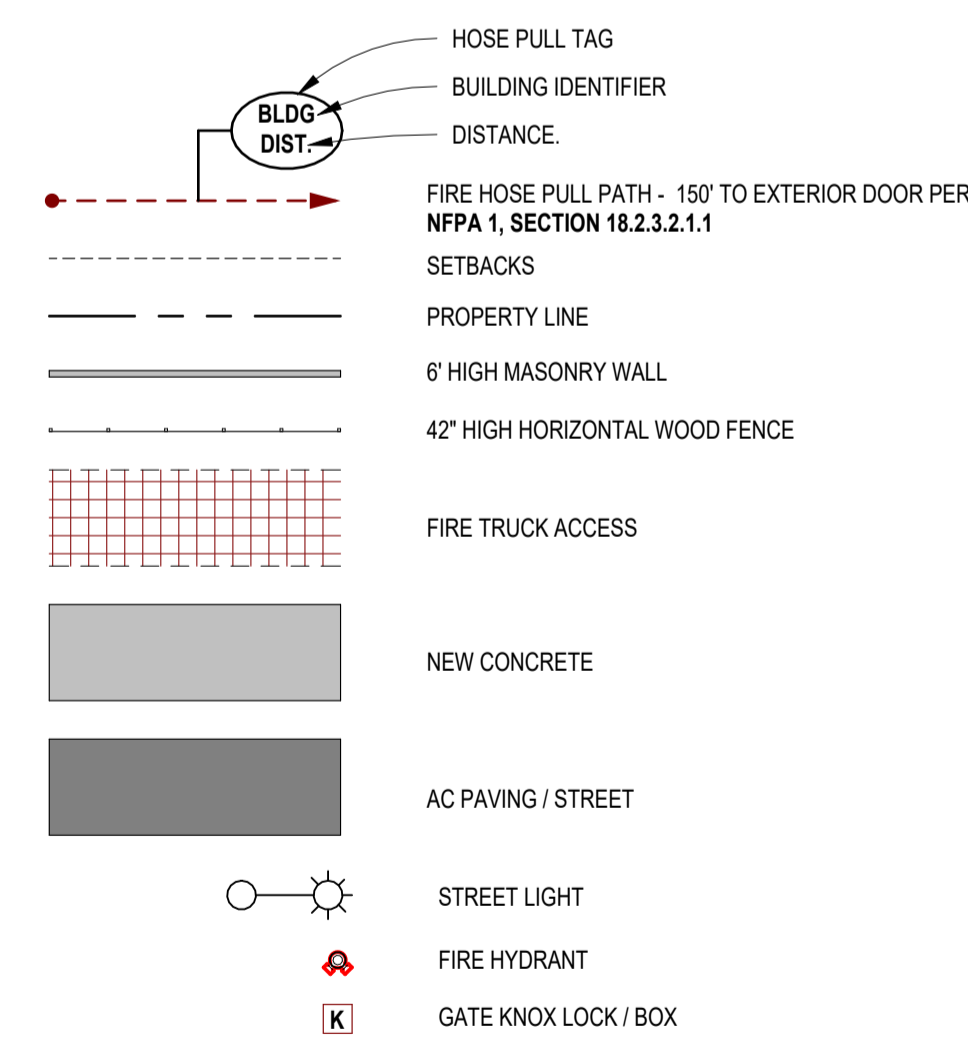 HOSE PULL TAG
BUILDING IDENTIFIER
BLDG
DIST.
DISTANCE.
FIRE HOSE PULL PATH - 150' TO EXTERIOR DOOR PER
NFPA 1, SECTION 18.2.3.2.1.1
SETBACKS
PROPERTY LINE
6' HIGH MASONRY WALL
42" HIGH HORIZONTAL WOOD FENCE
FIRE TRUCK ACCESS
NEW CONCRETE
AC PAVING / STREET
STREET LIGHT
FIRE HYDRANT
K GATE KNOX LOCK / BOX